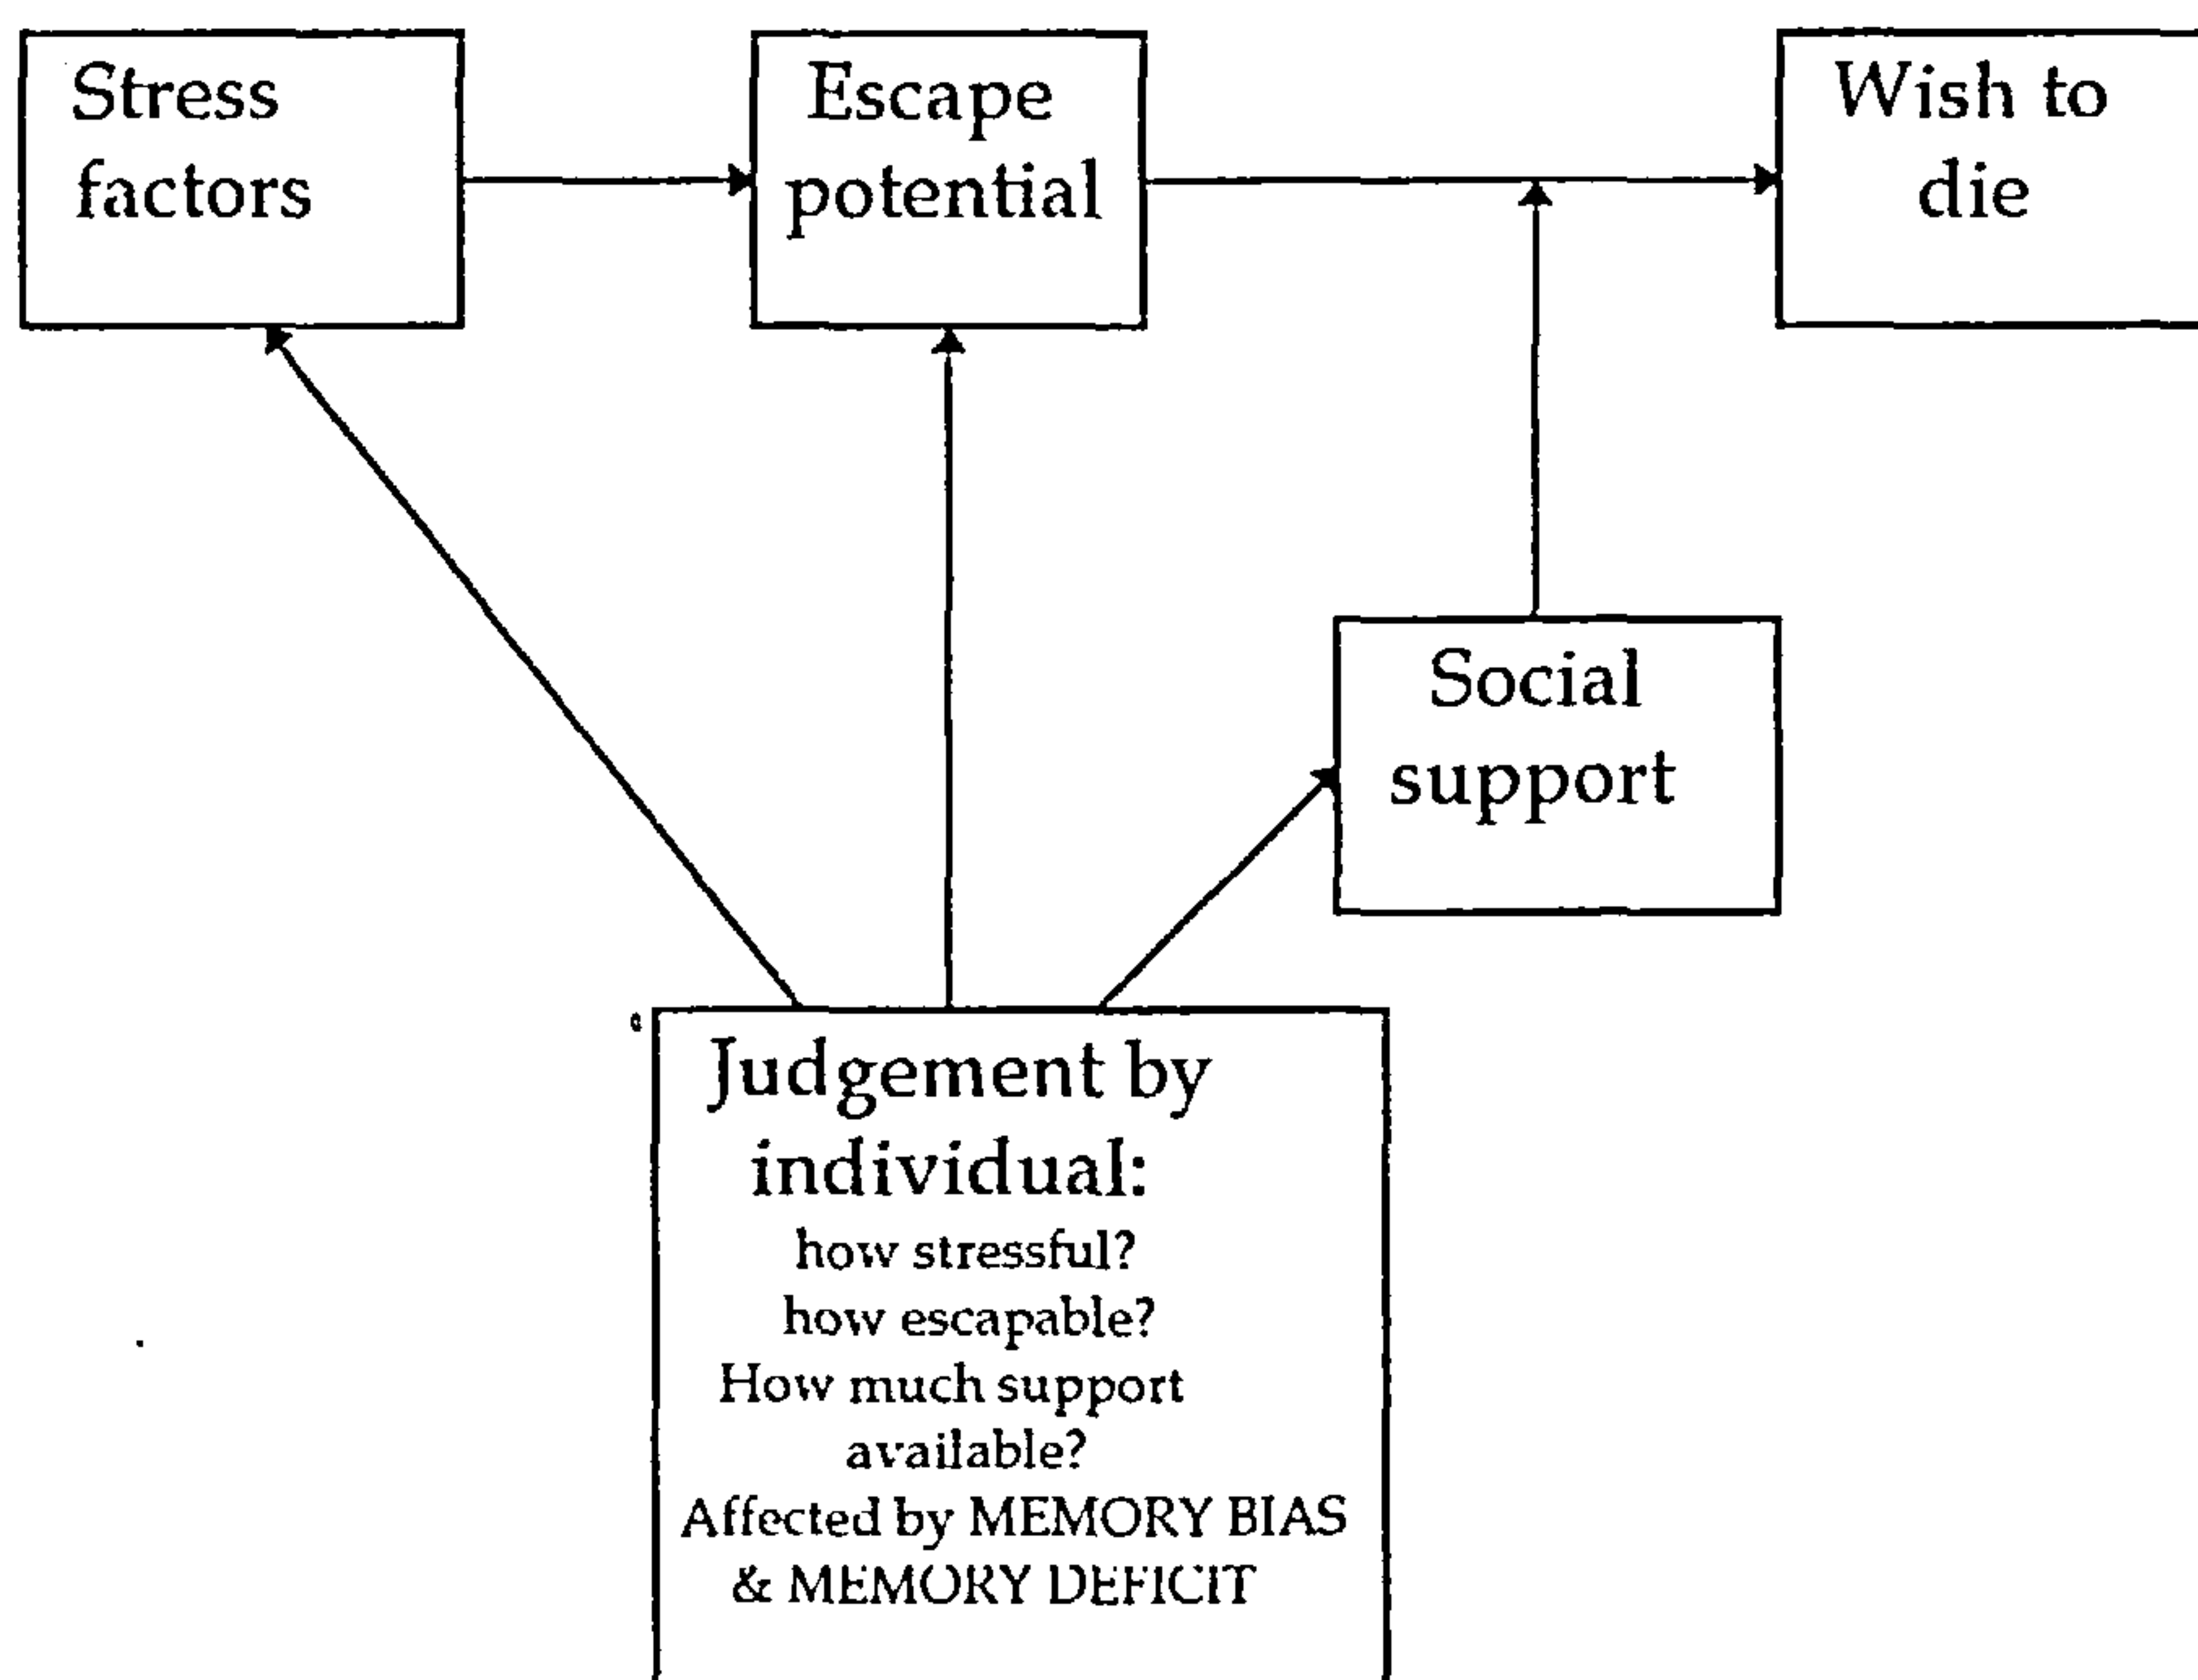 Stress
factors
Escape
potential
Wish to
die
Social
support
Judgement by
individual:
how stressful?
how escapable?
How much support
available?
Affected by MEMORY BIAS
& MEMORY DEFICIT